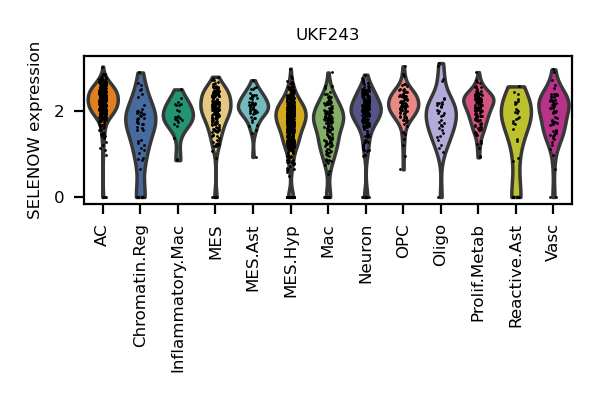 UKF243
SELENOW expression
2
0
AC
Chromatin.Reg
Inflammatory.Mac
MES
MES.Ast
MES.Hyp
Mac
Neuron
OPC
Oligo
Prolif.Metab
Reactive.Ast
Vasc